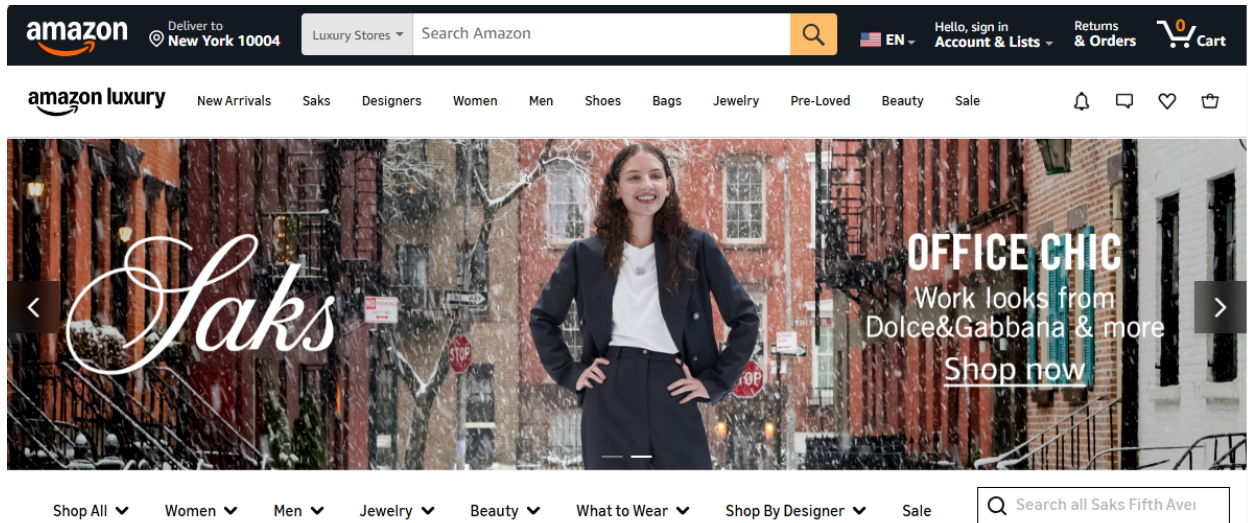 amazon
Deliver to
New York 10004
Luxury Stores
Search Amazon
EN
Hello, sign in
Account & Lists
Returns
& Orders
0
Cart
amazon luxury
New Arrivals
Saks
Designers
Women
Men
Shoes
Bags
Jewelry
Pre-Loved
Beauty
Sale
Saks
OFFICE CHIC
Work looks from
Dolce&Gabbana & more
Shop now
ONE WAY
STOP
Shop All
Women
Men
Jewelry
Beauty
What to Wear
Shop By Designer
Sale
Search all Saks Fifth Aver